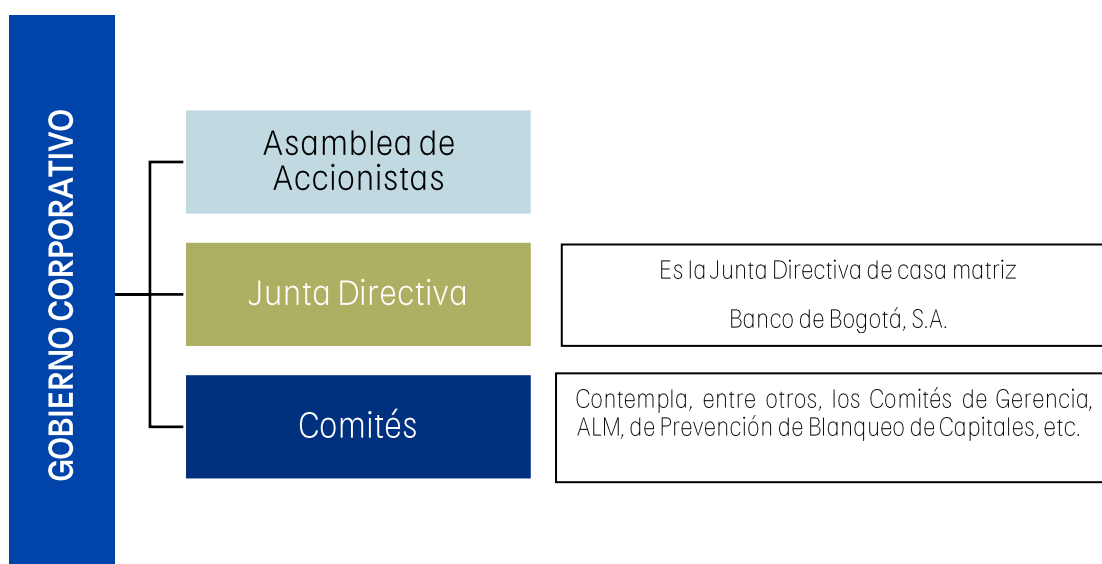 GOBIERNO CORPORATIVO
Asamblea de
Accionistas
Junta Directiva
Es la Junta Directiva de casa matriz
Banco de Bogotá, S.A.
Comités
Contempla, entre otros, los Comités de Gerencia,
ALM, de Prevención de Blanqueo de Capitales, etc.